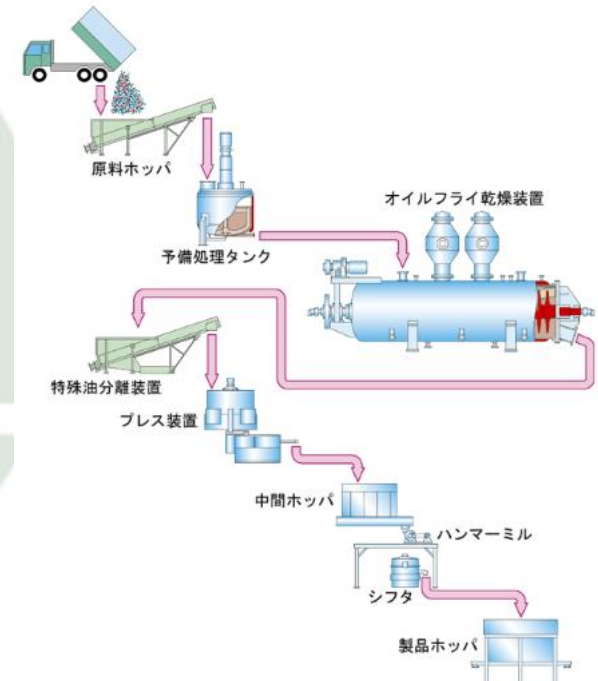 原料ホッパ
オイルフライ乾燥装置
予備処理タンク
特殊油分離装置
プレス装置
中間ホッパ
ハンマーミル
シフタ
製品ホッパ